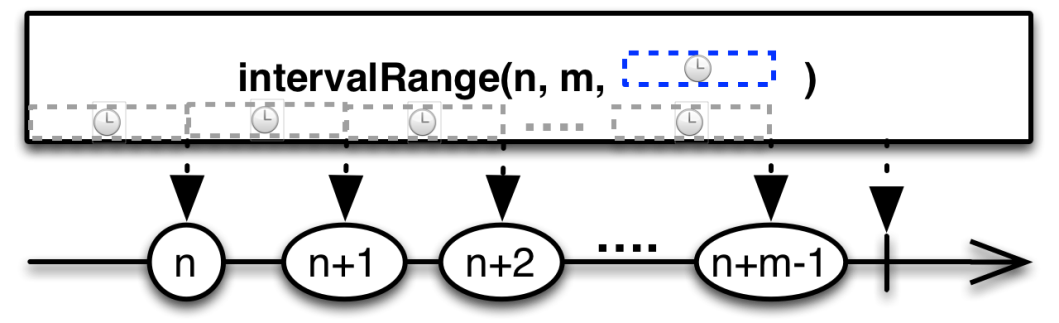 intervalRange(n, m, )
....
n n+1 n+2 .... n+m-1